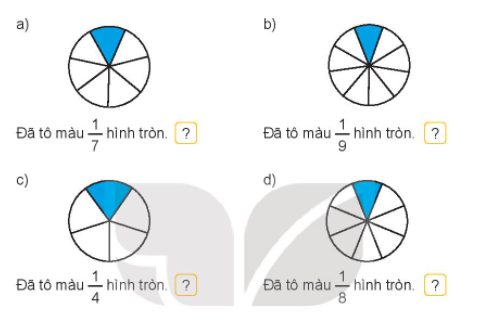 a)
b)
Đã tô màu 1/7 hình tròn. ?
Đã tô màu 1/9 hình tròn. ?
c)
d)
Đã tô màu 1/4 hình tròn. ?
Đã tô màu 1/8 hình tròn. ?